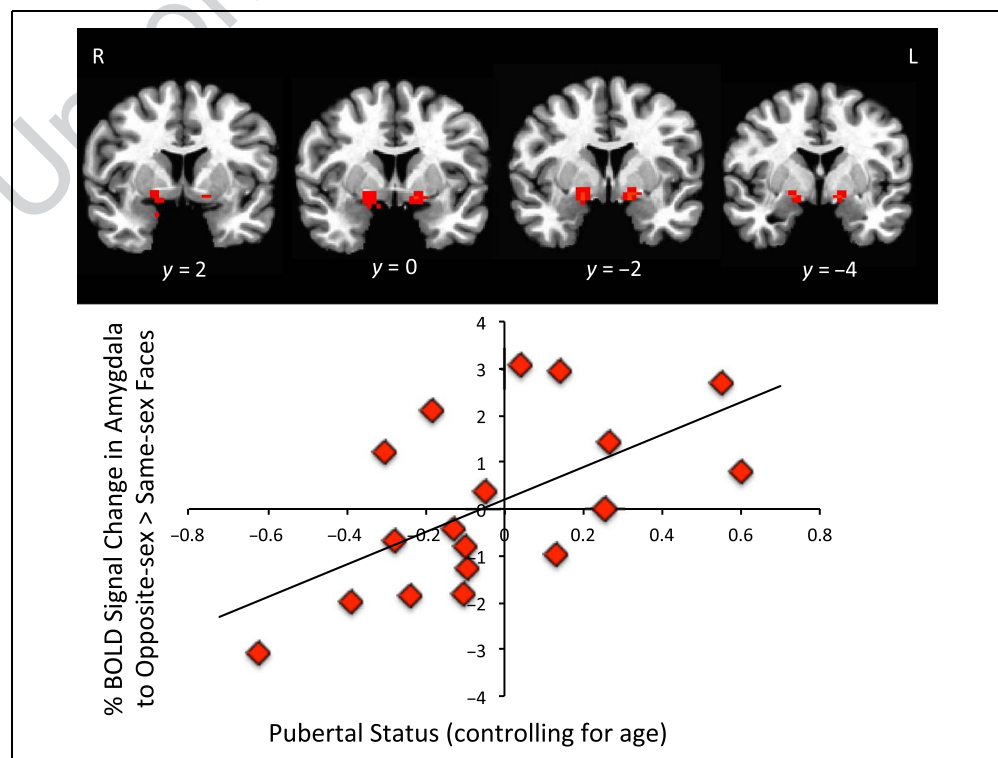 Un
R
L
y = 2
y = 0
y = −2
y = −4
% BOLD Signal Change in Amygdala
to Opposite-sex > Same-sex Faces
4
3
2
1
0
−1
−2
−3
−4
−0.8
−0.6
−0.4
−0.2
0
0.2
0.4
0.6
0.8
Pubertal Status (controlling for age)